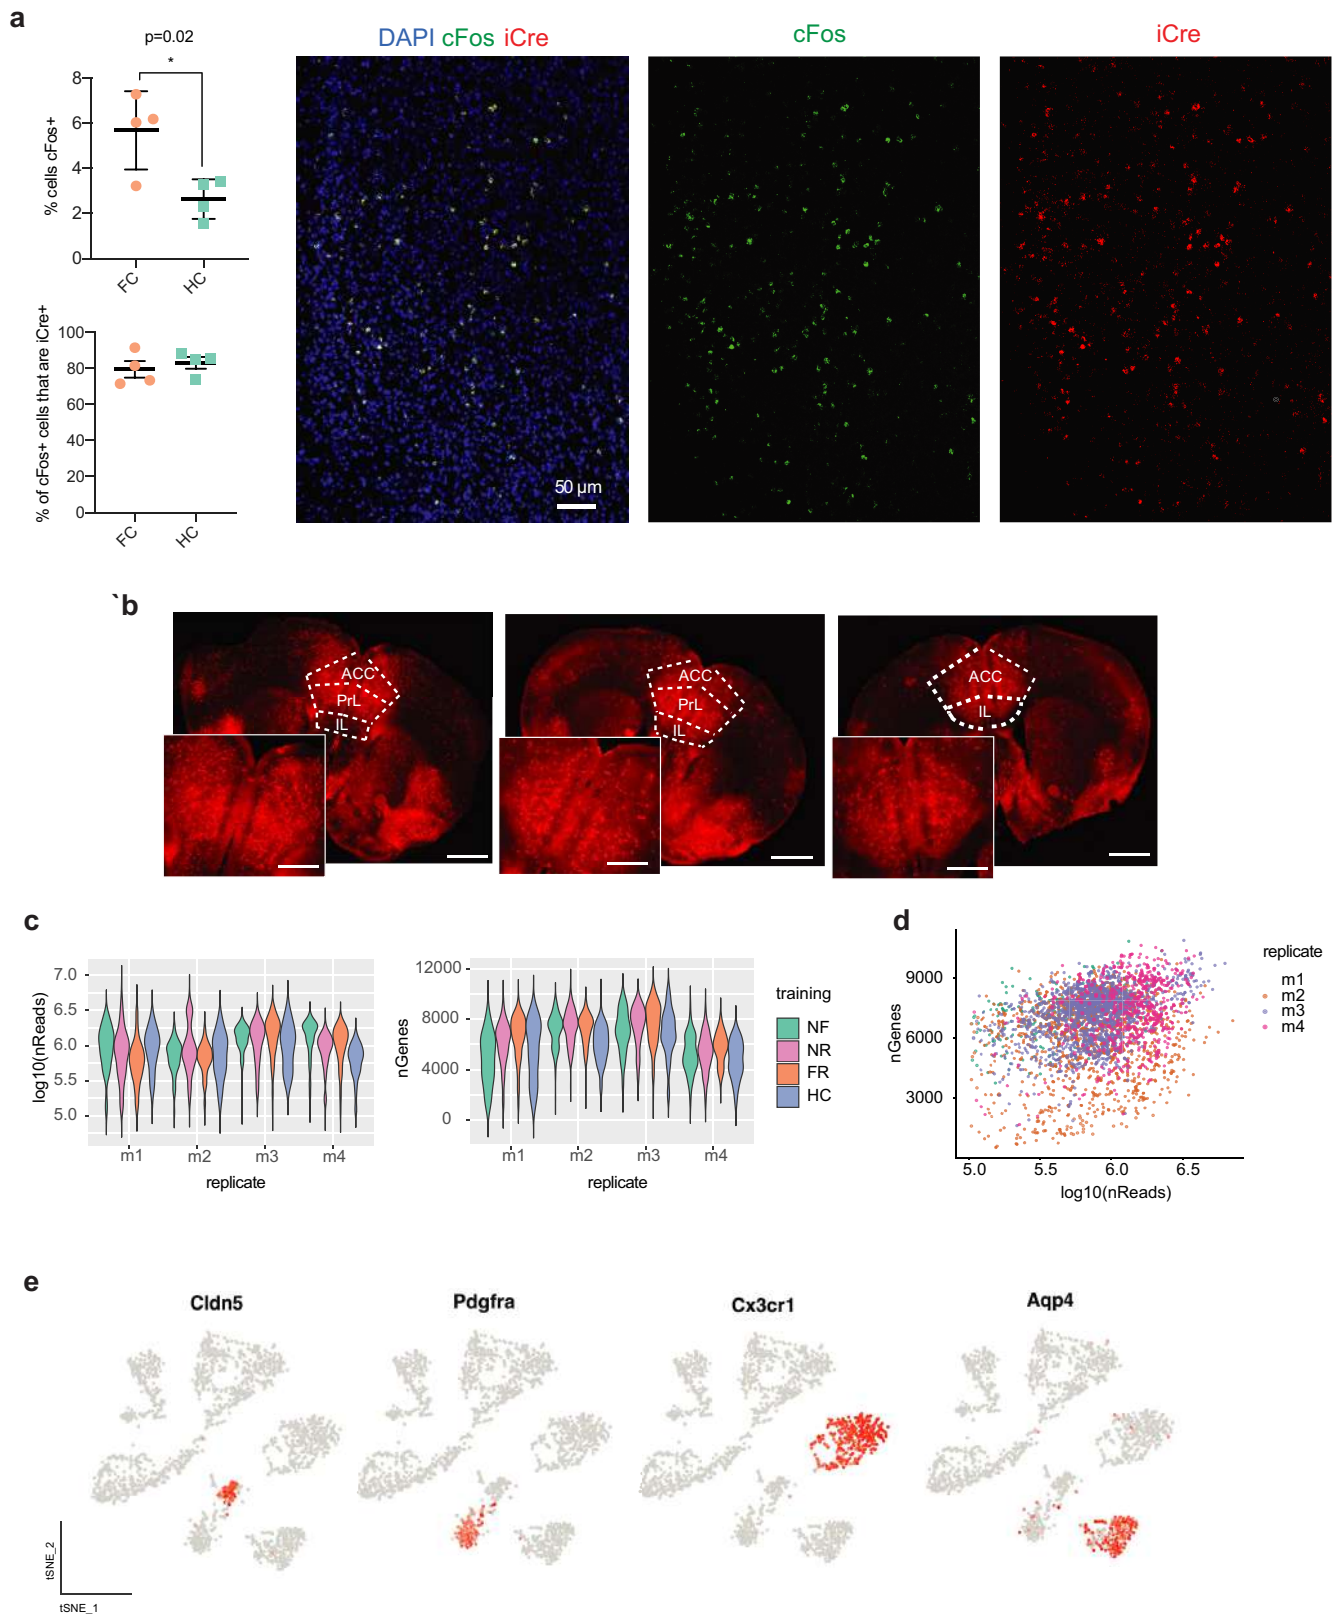 a
p=0.02
*
8
6
4
2
0
% cells cFos+
FC
HC
100
80
60
40
20
0
% of cFos+ cells that are iCre+
FC
HC
DAPI cFos iCre
cFos
iCre
50 µm
`b
ACC
PrL
IL
ACC
PrL
IL
ACC
IL
c
7.0
6.5
6.0
5.5
5.0
log10(nReads)
m1 m2 m3 m4
replicate
12000
8000
4000
0
nGenes
m1 m2 m3 m4
replicate
training
NF
NR
FR
HC
d
9000
6000
3000
nGenes
5.0 5.5 6.0 6.5
log10(nReads)
replicate
m1
m2
m3
m4
e
Cldn5
Pdgfra
Cx3cr1
Aqp4
tSNE_2
tSNE_1